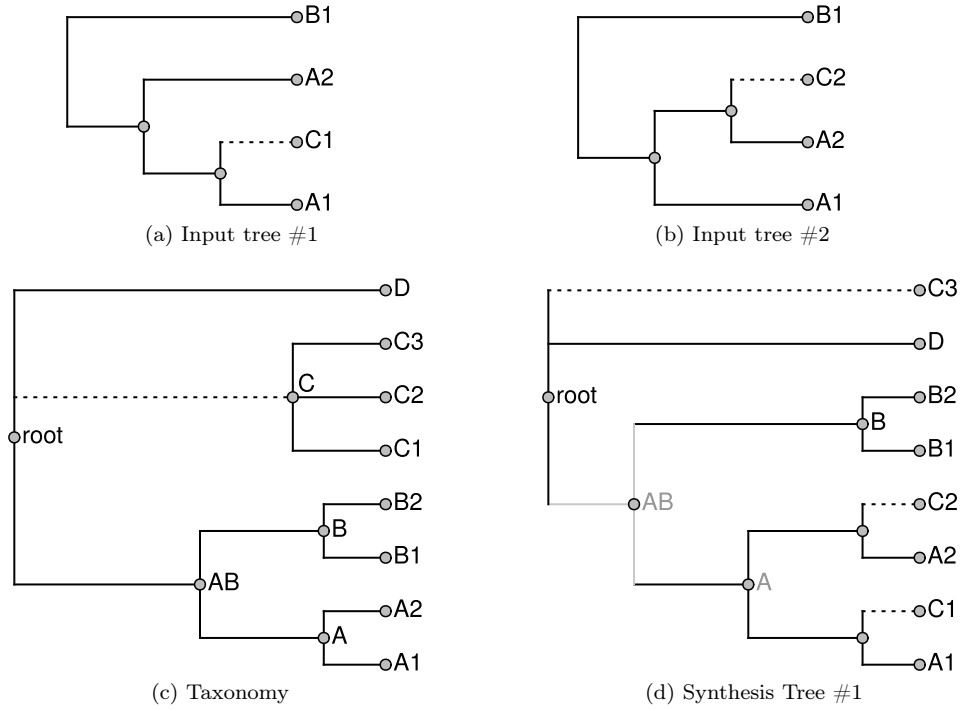 B1
A2
C1
A1
(a) Input tree #1
B1
C2
A2
A1
(b) Input tree #2
D
C3
C
C2
C1
root
B2
B
B1
AB
A2
A
A1
(c) Taxonomy
C3
D
root
B2
B
B1
AB
C2
A2
A
C1
A1
(d) Synthesis Tree #1